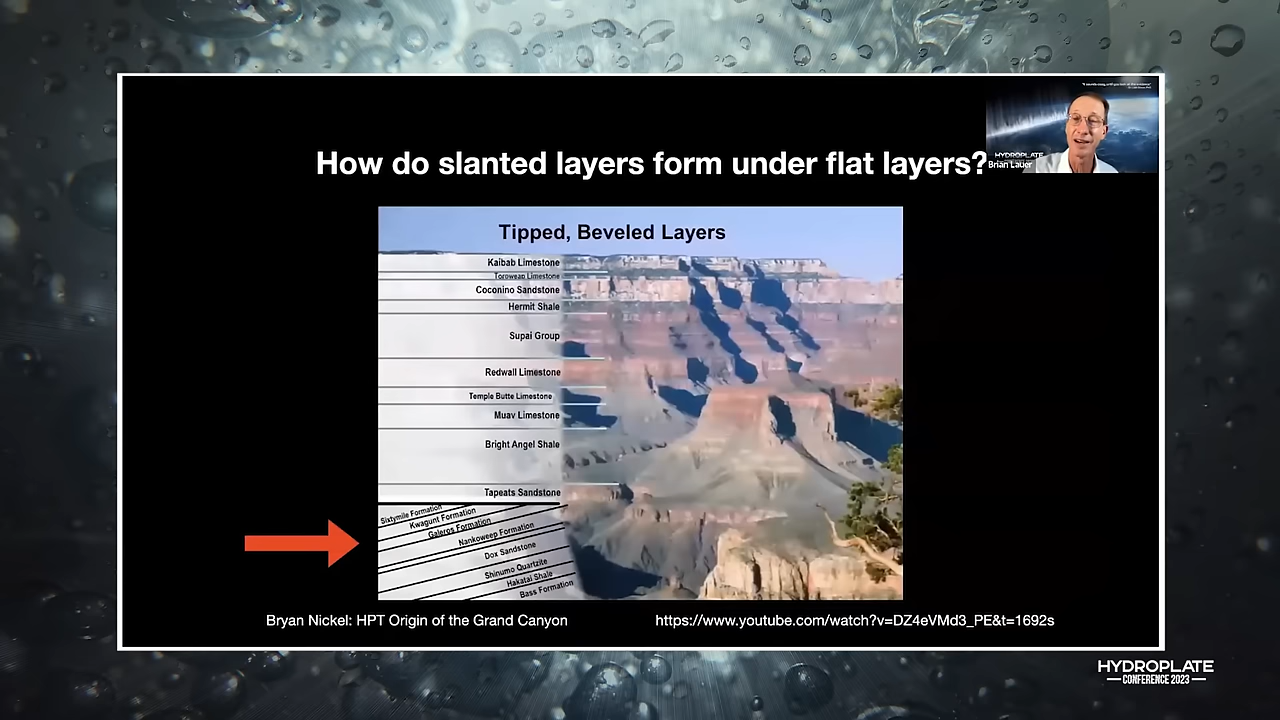 How do slanted layers form under flat layers?
HYDROPLATE
Brian Lauer
Tipped, Beveled Layers
Kaibab Limestone
Toroweap Limestone
Coconino Sandstone
Hermit Shale
Supai Group
Redwall Limestone
Temple Butte Limestone
Muav Limestone
Bright Angel Shale
Tapeats Sandstone
Sixtymile Formation
Kwagunt Formation
Galeros Formation
Nankoweep Formation
Dox Sandstone
Shinumo Quartzite
Hakatai Shale
Bass Formation
Bryan Nickel: HPT Origin of the Grand Canyon
https://www.youtube.com/watch?v=DZ4eVMd3_PE&t=1692s
HYDROPLATE
CONFERENCE 2023